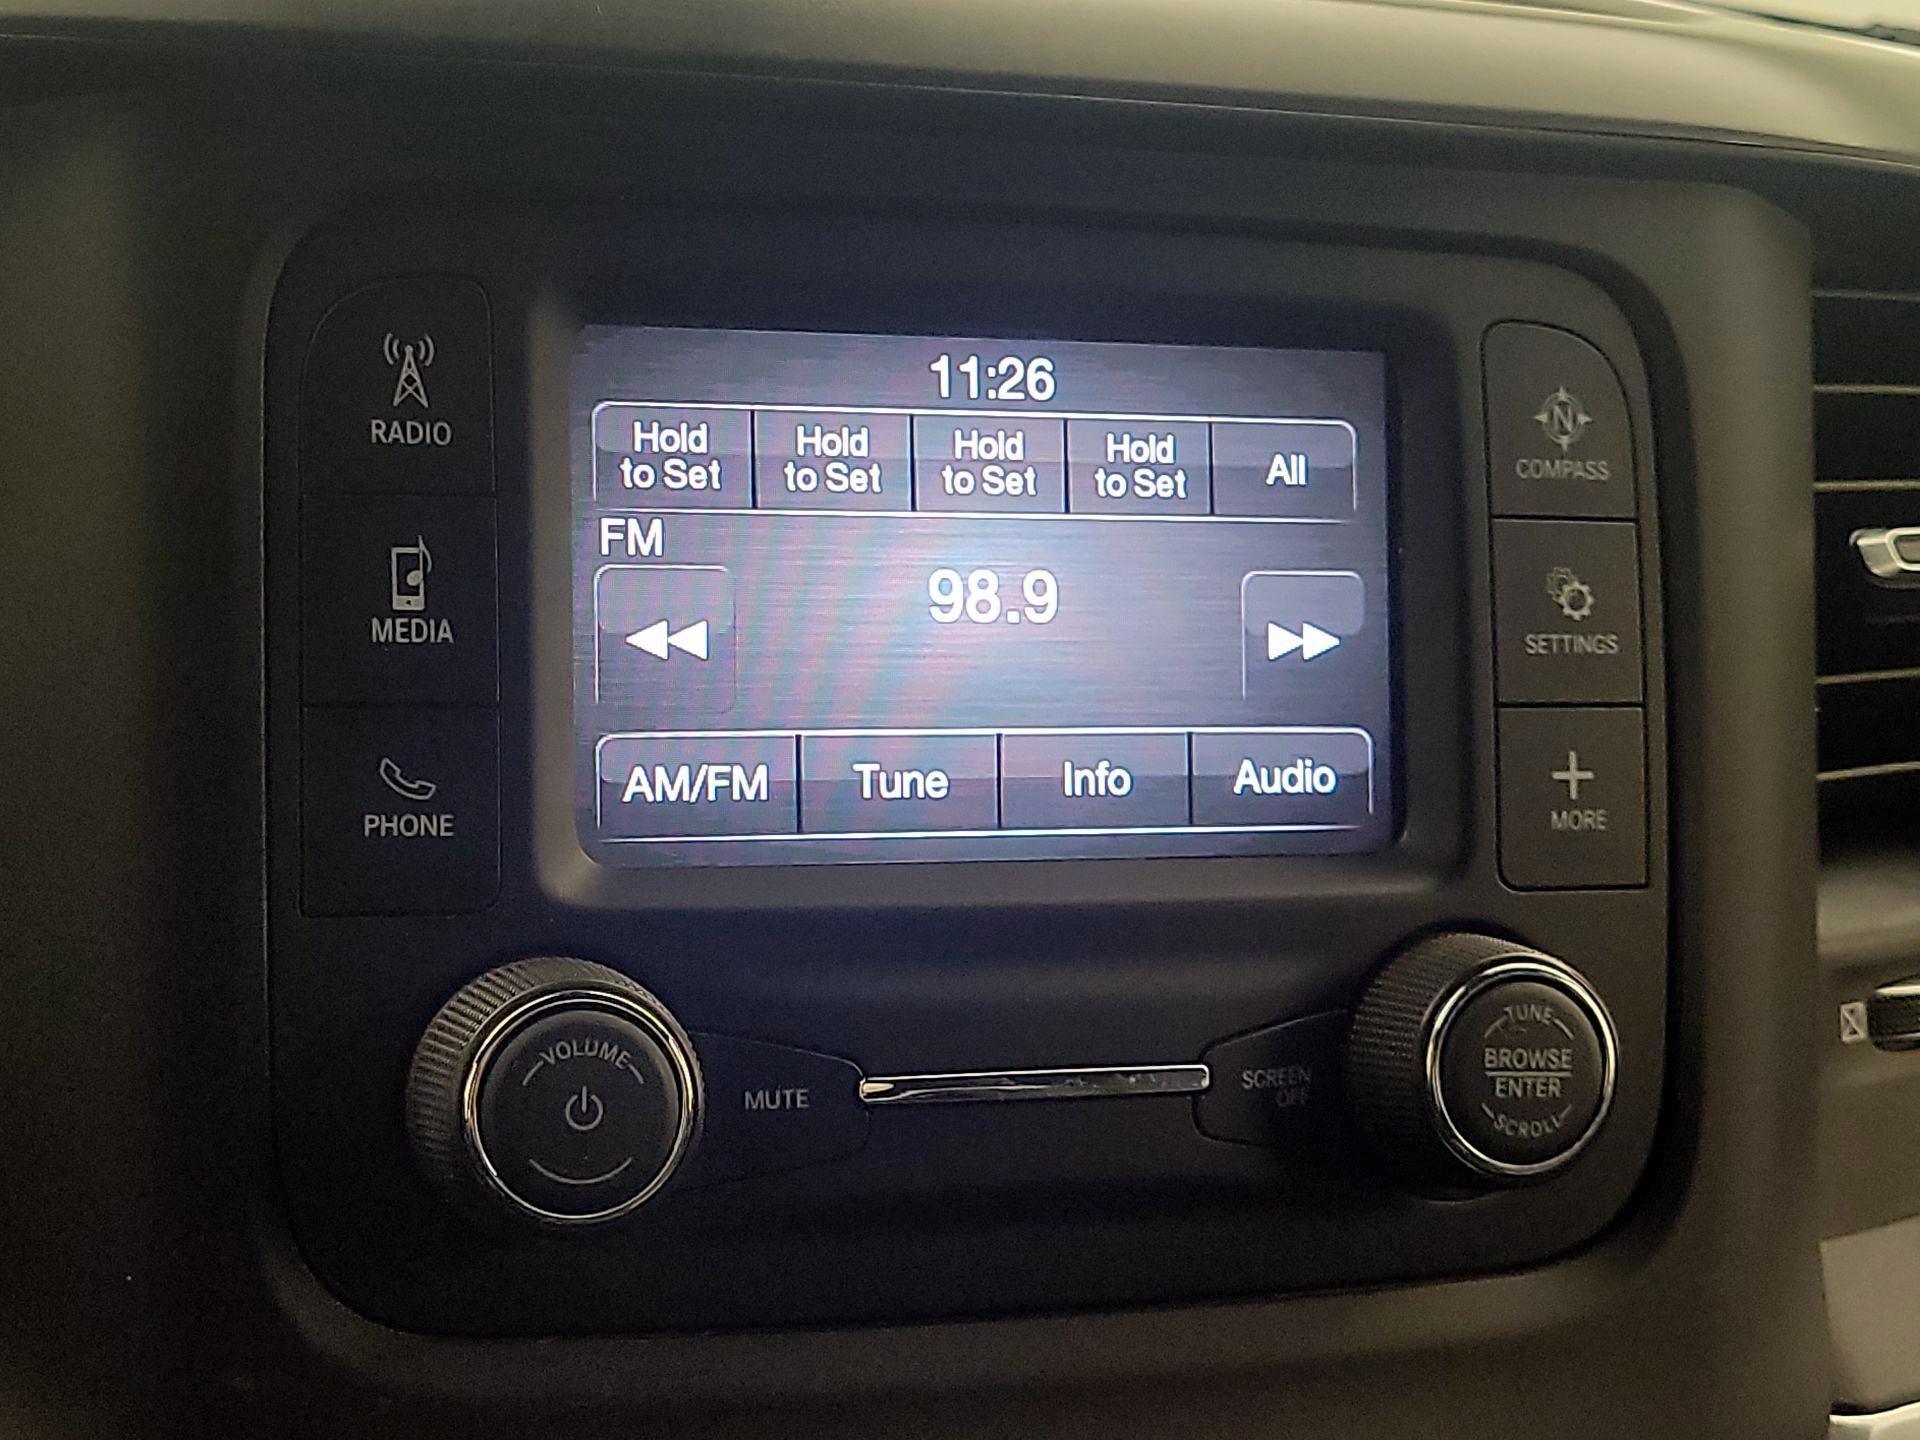 11:26
Hold
to Set
Hold
to Set
Hold
to Set
Hold
to Set
All
FM
98.9
AM/FM
Tune
Info
Audio
RADIO
MEDIA
PHONE
N
COMPASS
SETTINGS
MORE
VOLUME
MUTE
SCREEN
OFF
TUNE
BROWSE
ENTER
SCROLL